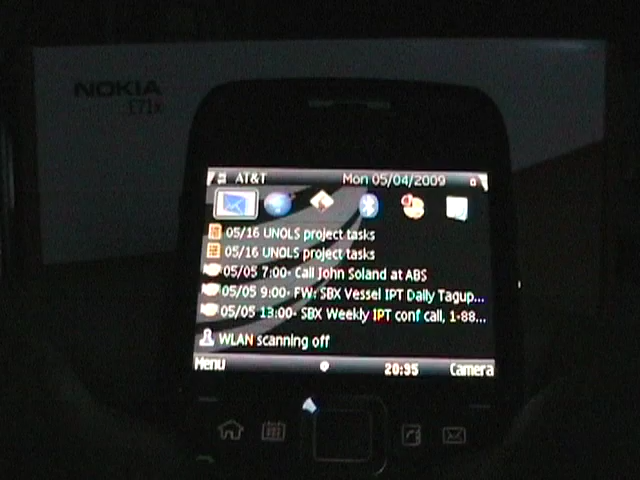 NOKIA
E71x
AT&T Mon 05/04/2009
05/16 UNOLS project tasks
05/16 UNOLS project tasks
05/05 7:00- Call John Soland at ABS
05/05 9:00- FW: SBX Vessel IPT Daily Tagup...
05/05 13:00- SBX Weekly IPT conf call, 1-88...
WLAN scanning off
Menu 20:35 Camera